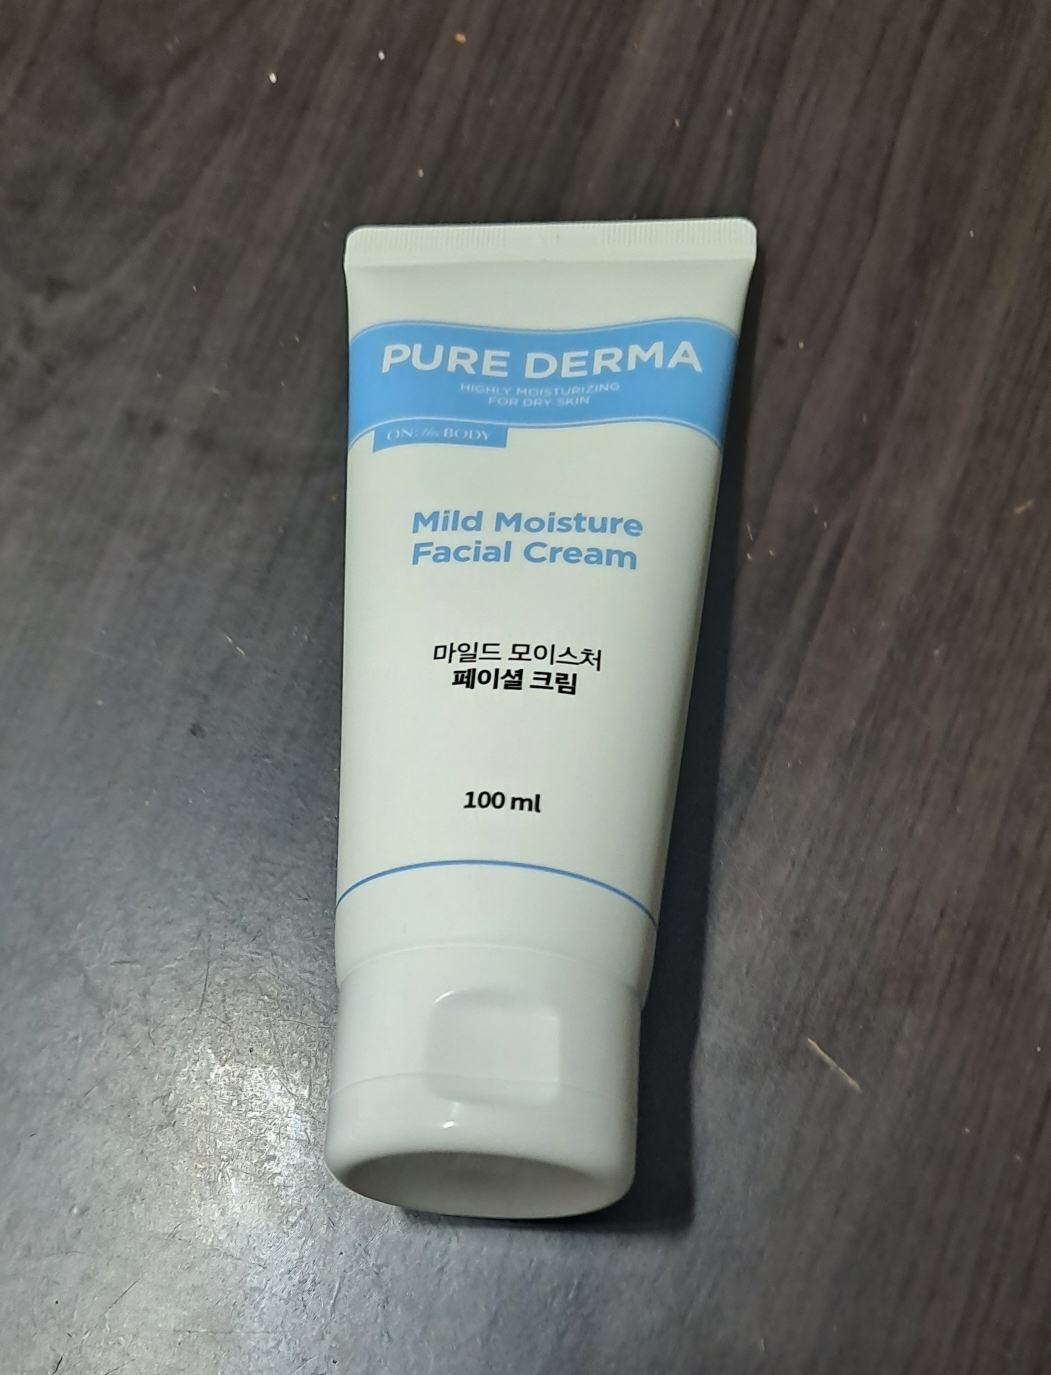 PURE DERMA
HIGHLY MOISTURIZING
FOR DRY SKIN
ON: the BODY
Mild Moisture
Facial Cream
마일드 모이스처
페이셜 크림
100 ml